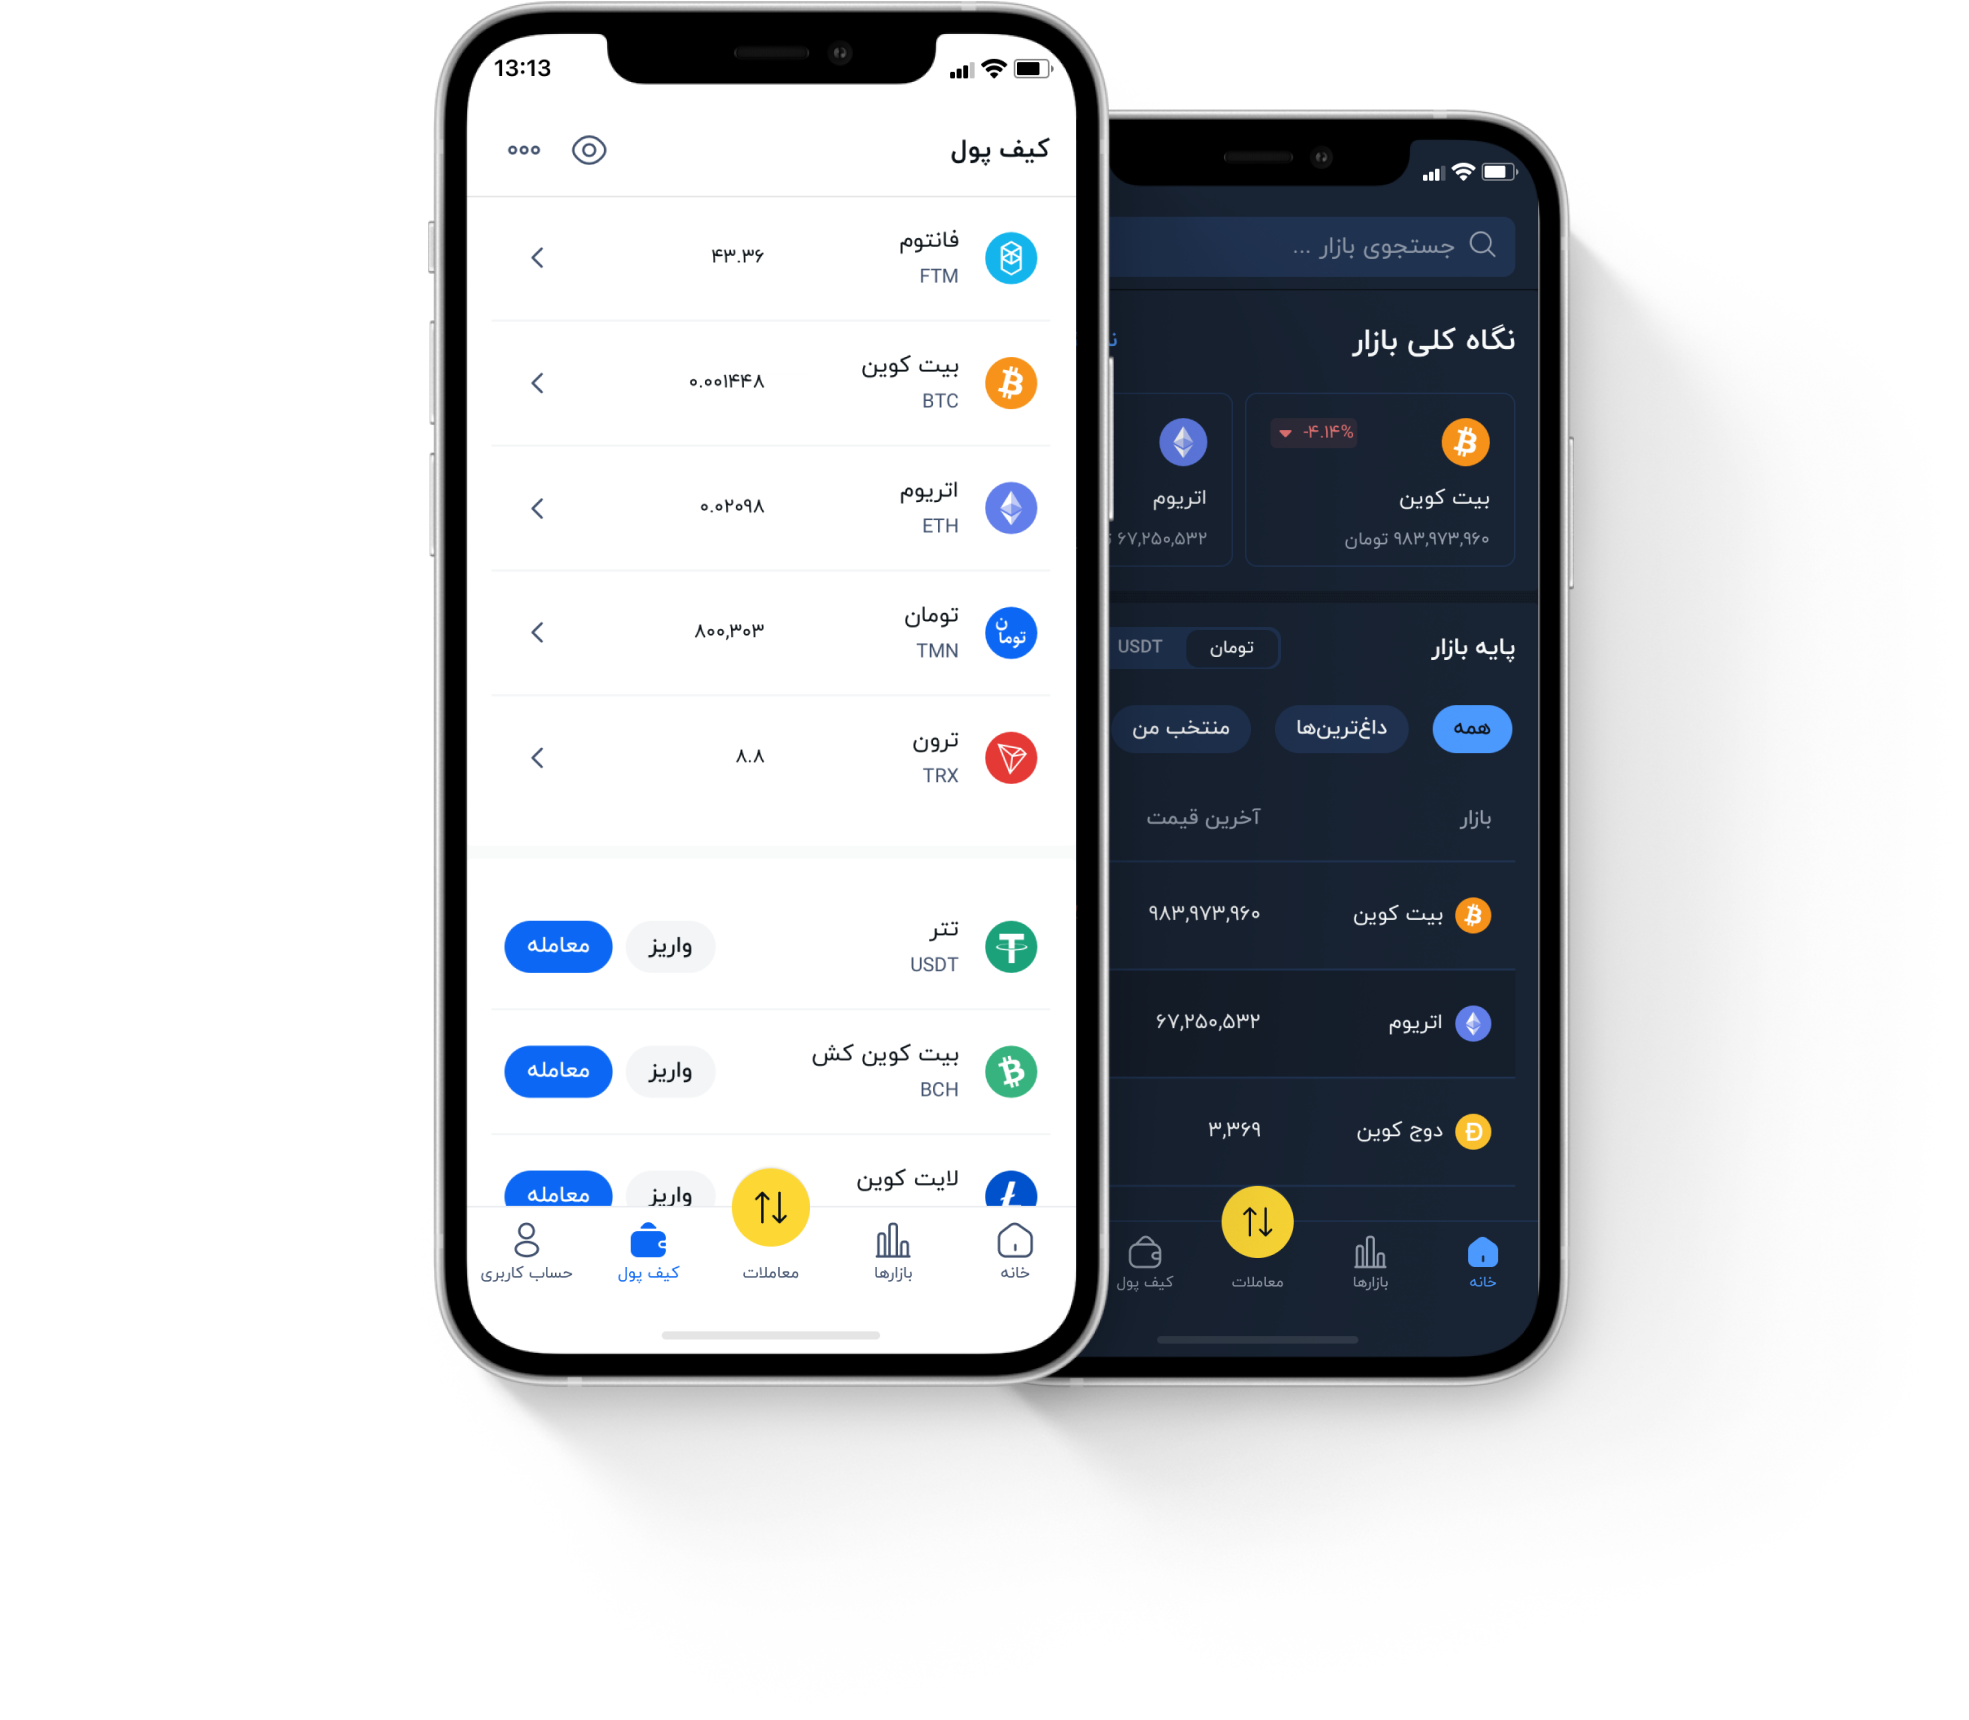 13:13
کیف پول
فانتوم
FTM
۴۳.۳۶
بیت کوین
BTC
۰.۰۰۱۴۴۸
اتریوم
ETH
۰.۰۲۰۹۸
تومان
TMN
۸۰۰,۳۰۳
تومان
ترون
TRX
۸.۸
تتر
USDT
واریز
معامله
بیت کوین کش
BCH
واریز
معامله
لایت کوین
واریز
معامله
خانه
بازارها
معاملات
کیف پول
حساب کاربری
جستجوی بازار ...
نگاه کلی بازار
-۴.۱۴%
بیت کوین
۹۸۳,۹۷۳,۹۶۰ تومان
اتریوم
۶۷,۲۵۰,۵۳۲
پایه بازار
تومان
USDT
همه
داغ‌ترین‌ها
منتخب من
بازار
آخرین قیمت
بیت کوین
۹۸۳,۹۷۳,۹۶۰
اتریوم
۶۷,۲۵۰,۵۳۲
دوج کوین
۳,۳۶۹
خانه
بازارها
معاملات
کیف پول